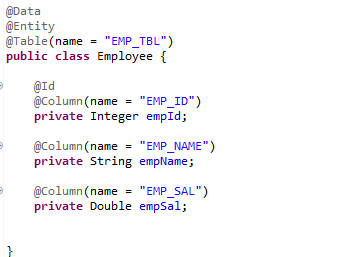 @Data
@Entity
@Table(name = "EMP_TBL")
public class Employee {
@Id
@Column(name = "EMP_ID")
private Integer empId;
@Column(name = "EMP_NAME")
private String empName;
@Column(name = "EMP_SAL")
private Double empSal;
}